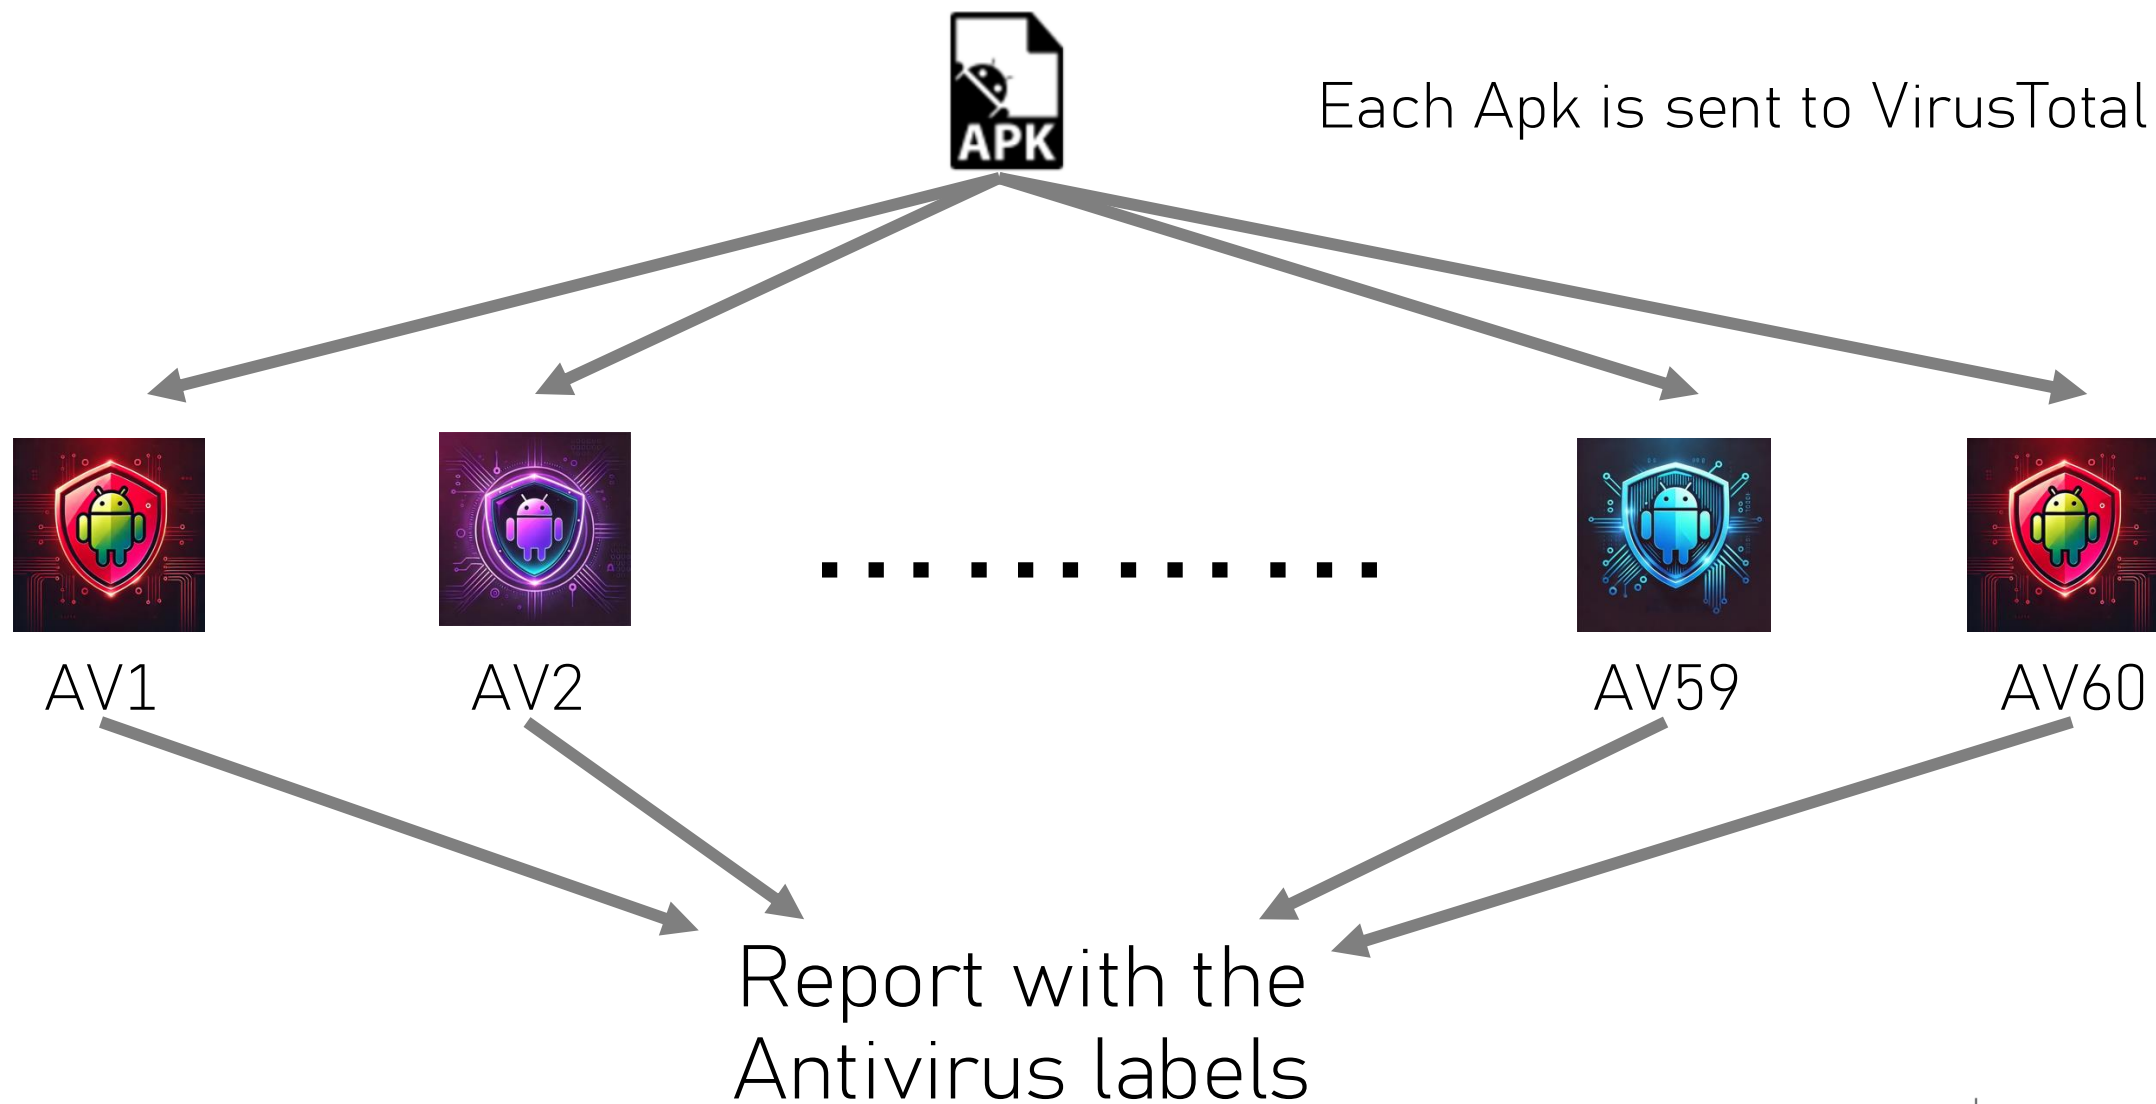 APK
Each Apk is sent to VirusTotal
AV1
AV2
AV59
AV60
Report with the
Antivirus labels